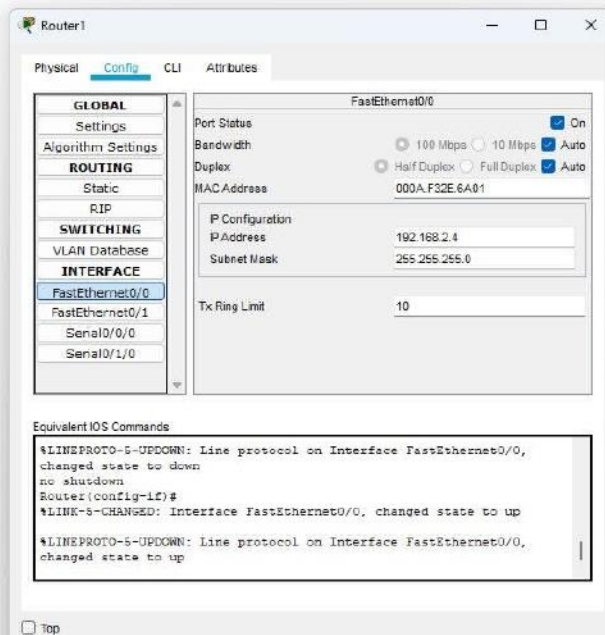 Router1
Physical Config CLI Attributes
GLOBAL
Settings
Algorithm Settings
ROUTING
Static
RIP
SWITCHING
VLAN Database
INTERFACE
FastEthernet0/0
FastEthernet0/1
Serial0/0/0
Serial0/1/0
FastEthernet0/0
Port Status On
Bandwidth 100 Mbps 10 Mbps Auto
Duplex Half Duplex Full Duplex Auto
MAC Address 000A.F32E.6A01
IP Configuration
IP Address 192.168.2.4
Subnet Mask 255.255.255.0
Tx Ring Limit 10
Equivalent IOS Commands
%LINEPROTO-5-UPDOWN: Line protocol on Interface FastEthernet0/0,
changed state to down
no shutdown
Router(config-if)#
%LINK-5-CHANGED: Interface FastEthernet0/0, changed state to up
%LINEPROTO-5-UPDOWN: Line protocol on Interface FastEthernet0/0,
changed state to up
Top